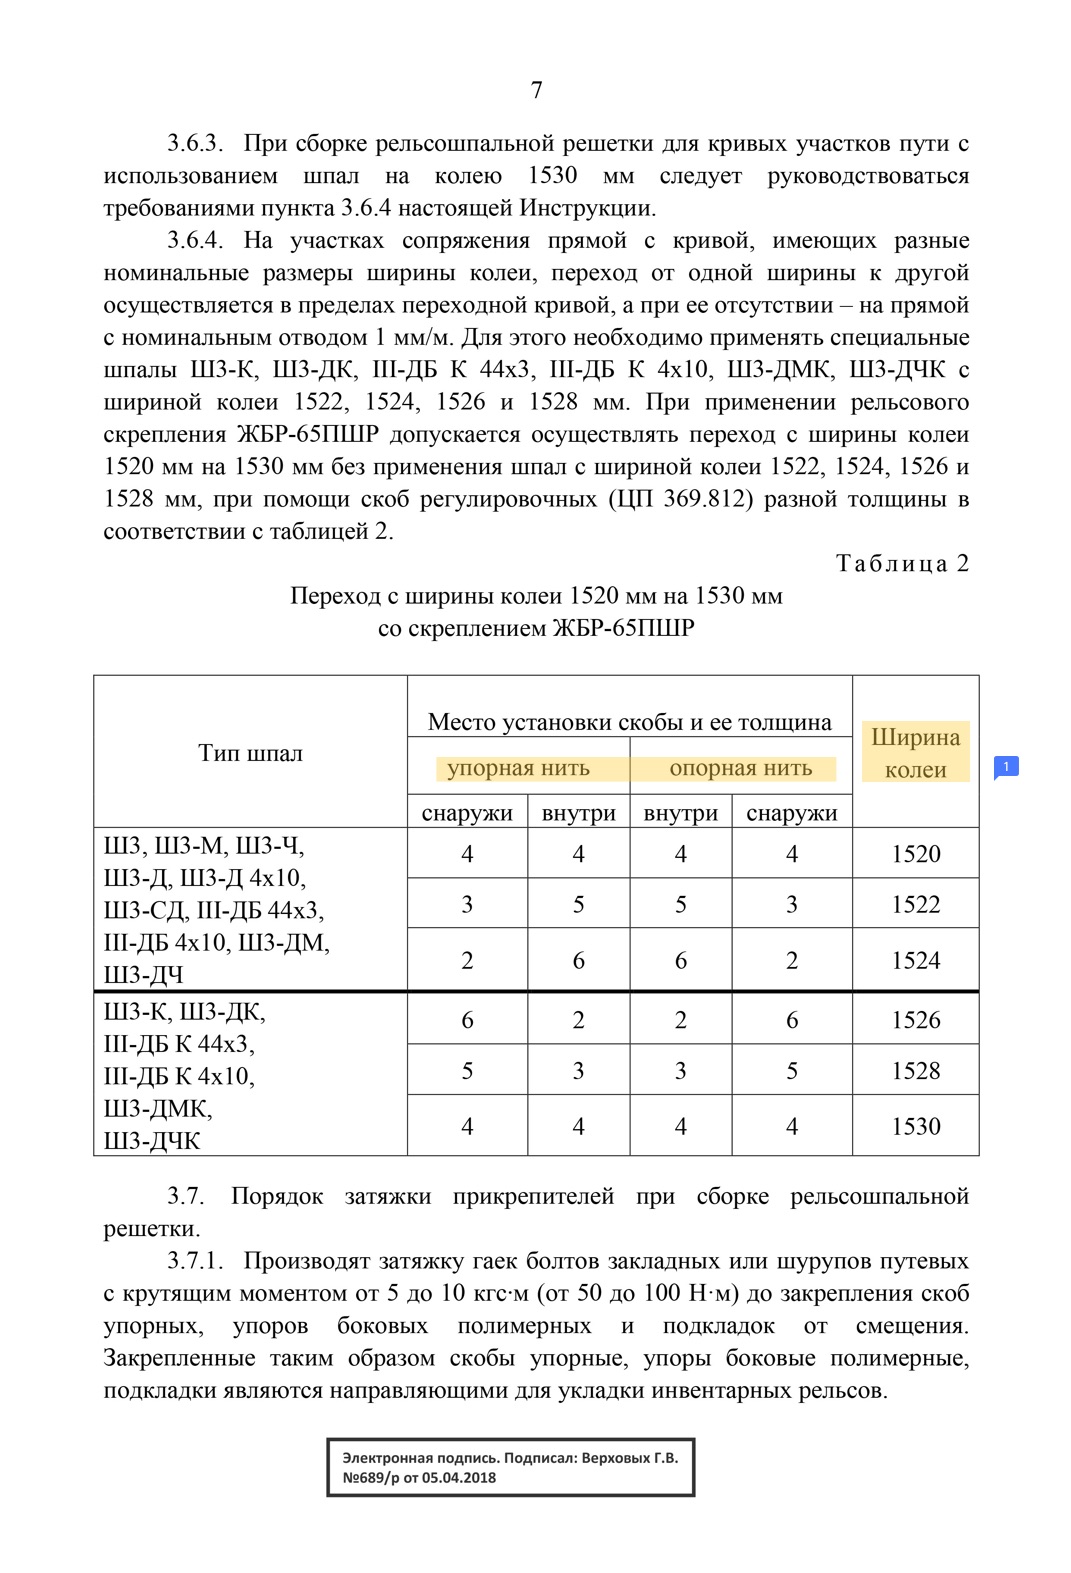 7
3.6.3. При сборке рельсошпальной решетки для кривых участков пути с
использованием шпал на колею 1530 мм следует руководствоваться
требованиями пункта 3.6.4 настоящей Инструкции.
3.6.4. На участках сопряжения прямой с кривой, имеющих разные
номинальные размеры ширины колеи, переход от одной ширины к другой
осуществляется в пределах переходной кривой, а при ее отсутствии – на прямой
с номинальным отводом 1 мм/м. Для этого необходимо применять специальные
шпалы Ш3-К, Ш3-ДК, III-ДБ К 44х3, III-ДБ К 4х10, Ш3-ДМК, Ш3-ДЧК с
шириной колеи 1522, 1524, 1526 и 1528 мм. При применении рельсового
скрепления ЖБР-65ПШР допускается осуществлять переход с ширины колеи
1520 мм на 1530 мм без применения шпал с шириной колеи 1522, 1524, 1526 и
1528 мм, при помощи скоб регулировочных (ЦП 369.812) разной толщины в
соответствии с таблицей 2.
Таблица 2
Переход с ширины колеи 1520 мм на 1530 мм
со скреплением ЖБР-65ПШР
Тип шпал
Место установки скобы и ее толщина
Ширина
колеи
1
упорная нить
опорная нить
снаружи внутри внутри снаружи
Ш3, Ш3-М, Ш3-Ч,
Ш3-Д, Ш3-Д 4х10,
Ш3-СД, III-ДБ 44х3,
III-ДБ 4х10, Ш3-ДМ,
Ш3-ДЧ
4 4 4 4 1520
3 5 5 3 1522
2 6 6 2 1524
Ш3-К, Ш3-ДК,
III-ДБ К 44х3,
III-ДБ К 4х10,
Ш3-ДМК,
Ш3-ДЧК
6 2 2 6 1526
5 3 3 5 1528
4 4 4 4 1530
3.7. Порядок затяжки прикрепителей при сборке рельсошпальной
решетки.
3.7.1. Производят затяжку гаек болтов закладных или шурупов путевых
с крутящим моментом от 5 до 10 кгс·м (от 50 до 100 Н·м) до закрепления скоб
упорных, упоров боковых полимерных и подкладок от смещения.
Закрепленные таким образом скобы упорные, упоры боковые полимерные,
подкладки являются направляющими для укладки инвентарных рельсов.
Электронная подпись. Подписал: Верховых Г.В.
№689/р от 05.04.2018